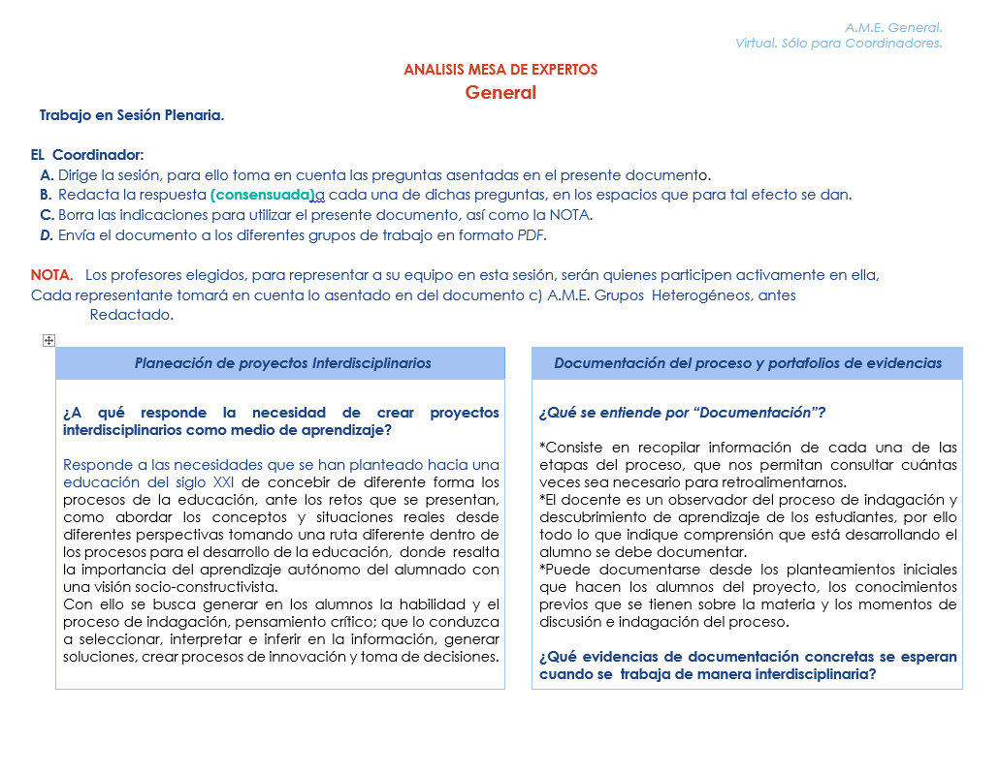 A.M.E. General.
Virtual. Sólo para Coordinadores.
ANALISIS MESA DE EXPERTOS
General
Trabajo en Sesión Plenaria.
EL  Coordinador:
A. Dirige la sesión, para ello toma en cuenta las preguntas asentadas en el presente documento.
B. Redacta la respuesta (consensuada)a cada una de dichas preguntas, en los espacios que para tal efecto se dan.
C. Borra las indicaciones para utilizar el presente documento, así como la NOTA.
D. Envía el documento a los diferentes grupos de trabajo en formato PDF.
NOTA.   Los profesores elegidos, para representar a su equipo en esta sesión, serán quienes participen activamente en ella,
Cada representante tomará en cuenta lo asentado en del documento c) A.M.E. Grupos  Heterogéneos, antes
Redactado.
Planeación de proyectos Interdisciplinarios
¿A qué responde la necesidad de crear proyectos
interdisciplinarios como medio de aprendizaje?
Responde a las necesidades que se han planteado hacia una
educación del siglo XXI de concebir de diferente forma los
procesos de la educación, ante los retos que se presentan,
como abordar los conceptos y situaciones reales desde
diferentes perspectivas tomando una ruta diferente dentro de
los procesos para el desarrollo de la educación,  donde resalta
la importancia del aprendizaje autónomo del alumnado con
una visión socio-constructivista.
Con ello se busca generar en los alumnos la habilidad y el
proceso de indagación, pensamiento crítico; que lo conduzca
a seleccionar, interpretar e inferir en la información, generar
soluciones, crear procesos de innovación y toma de decisiones.
Documentación del proceso y portafolios de evidencias
¿Qué se entiende por “Documentación”?
*Consiste en recopilar información de cada una de las
etapas del proceso, que nos permitan consultar cuántas
veces sea necesario para retroalimentarnos.
*El docente es un observador del proceso de indagación y
descubrimiento de aprendizaje de los estudiantes, por ello
todo lo que indique comprensión que está desarrollando el
alumno se debe documentar.
*Puede documentarse desde los planteamientos iniciales
que hacen los alumnos del proyecto, los conocimientos
previos que se tienen sobre la materia y los momentos de
discusión e indagación del proceso.
¿Qué evidencias de documentación concretas se esperan
cuando se  trabaja de manera interdisciplinaria?